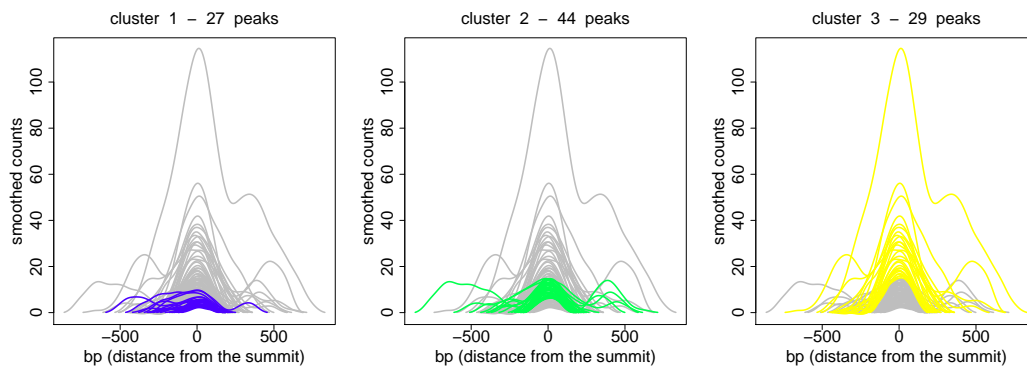 cluster 1 − 27 peaks
smoothed counts
0 20 40 60 80 100
−500 0 500
bp (distance from the summit)
cluster 2 − 44 peaks
smoothed counts
0 20 40 60 80 100
−500 0 500
bp (distance from the summit)
cluster 3 − 29 peaks
smoothed counts
0 20 40 60 80 100
−500 0 500
bp (distance from the summit)